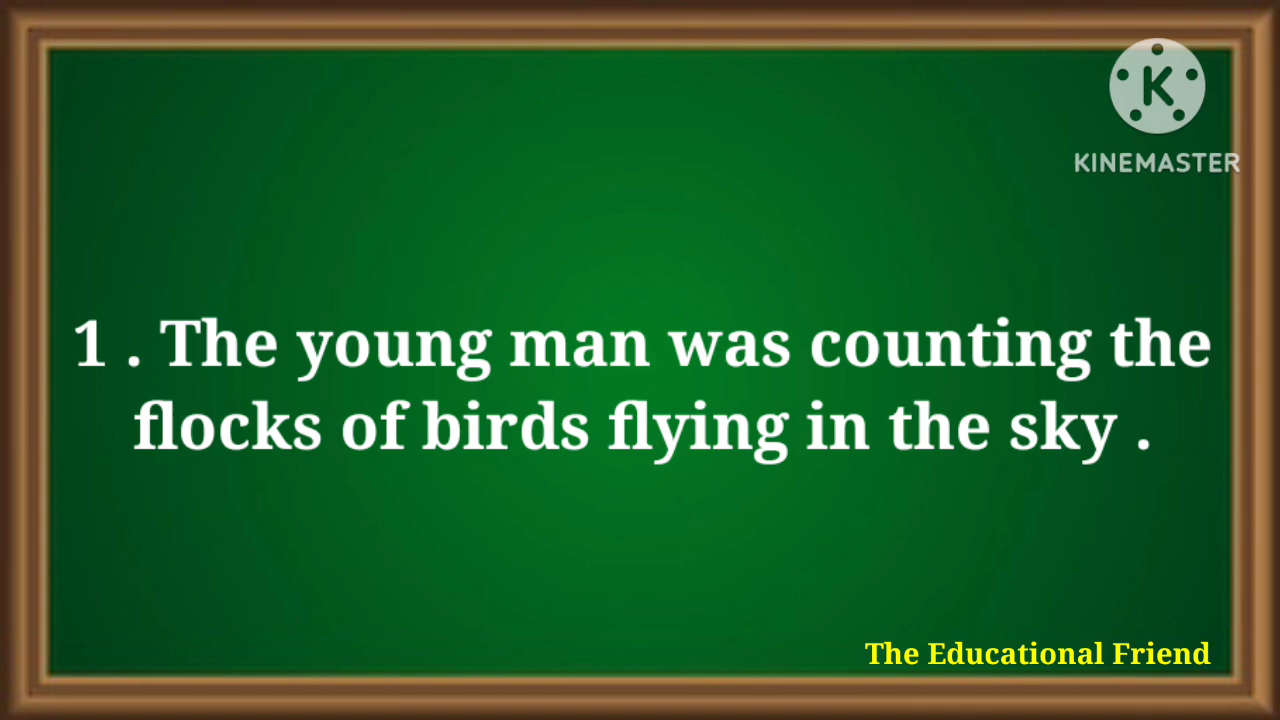 K
KINEMASTER
1 . The young man was counting the
flocks of birds flying in the sky .
The Educational Friend